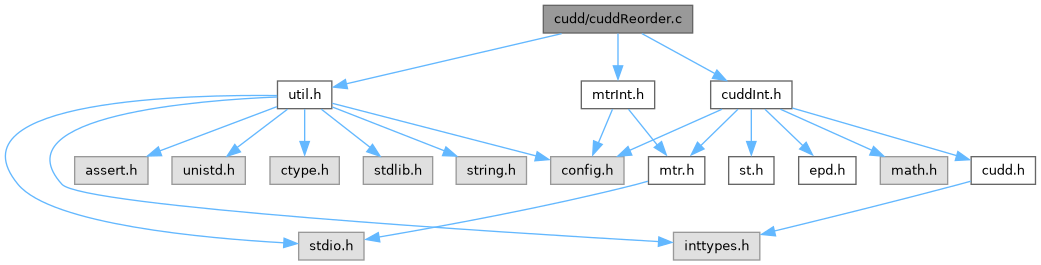 cudd/cuddReorder.c
util.h
mtrInt.h
cuddInt.h
assert.h
unistd.h
ctype.h
stdlib.h
string.h
config.h
mtr.h
st.h
epd.h
math.h
cudd.h
stdio.h
inttypes.h